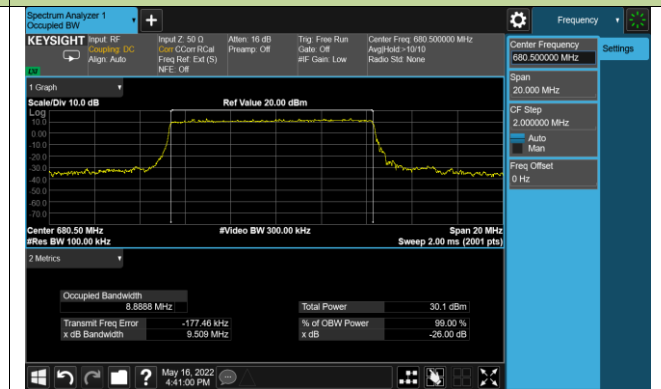 Spectrum Analyzer 1
Occupied BW
+
Frequency
KEYSIGHT
Input: RF
Coupling: DC
Align: Auto
Input Z: 50 Ω
Corr CCorr RCal
Freq Ref: Ext (S)
NFE: Off
Atten: 16 dB
Preamp: Off
Trig: Free Run
Gate: Off
#IF Gain: Low
Center Freq: 680.500000 MHz
Avg|Hold:>10/10
Radio Std: None
Center Frequency
680.500000 MHz
Settings
Span
20.000 MHz
CF Step
2.000000 MHz
Auto
Man
Freq Offset
0 Hz
1 Graph
Scale/Div 10.0 dB
Ref Value 20.00 dBm
Log
10.0
0.00
-10.0
-20.0
-30.0
-40.0
-50.0
-60.0
-70.0
Center 680.50 MHz
#Video BW 300.00 kHz
Span 20 MHz
#Res BW 100.00 kHz
Sweep 2.00 ms (2001 pts)
2 Metrics
Occupied Bandwidth
8.8888 MHz
Total Power 30.1 dBm
Transmit Freq Error -177.46 kHz
% of OBW Power 99.00 %
x dB Bandwidth 9.509 MHz
x dB -26.00 dB
?
May 16, 2022
4:41:00 PM